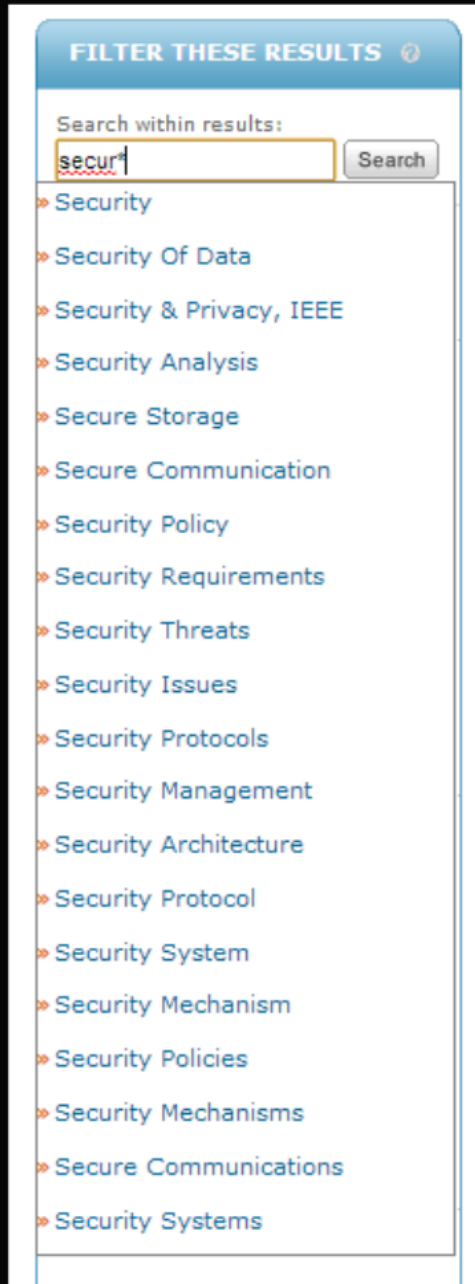 FILTER THESE RESULTS ?
Search within results:
secur* Search
» Security
» Security Of Data
» Security & Privacy, IEEE
» Security Analysis
» Secure Storage
» Secure Communication
» Security Policy
» Security Requirements
» Security Threats
» Security Issues
» Security Protocols
» Security Management
» Security Architecture
» Security Protocol
» Security System
» Security Mechanism
» Security Policies
» Security Mechanisms
» Secure Communications
» Security Systems